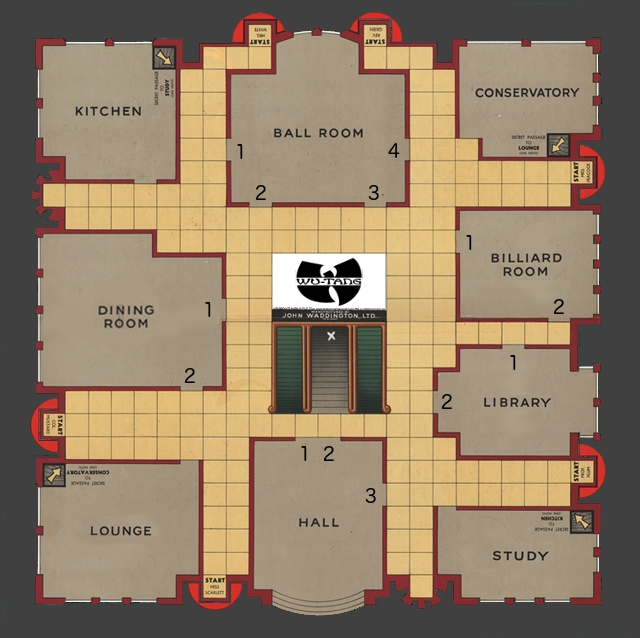 START
MRS.
WHITE
START
REV.
GREEN
KITCHEN
SECRET PASSAGE
TO
STUDY
(ONE MOVE)
BALL ROOM
1
4
2
3
CONSERVATORY
SECRET PASSAGE
TO
LOUNGE
(ONE MOVE)
START
MRS.
PEACOCK
DINING
ROOM
1
2
WU-TANG
MANUFACTURED BY
JOHN WADDINGTON, LTD.
X
1
BILLIARD
ROOM
2
1
2
LIBRARY
START
COL.
MUSTARD
SECRET PASSAGE
TO
CONSERVATORY
(ONE MOVE)
LOUNGE
1 2
3
HALL
START
PROF.
PLUM
SECRET PASSAGE
TO
KITCHEN
(ONE MOVE)
STUDY
START
MISS
SCARLETT